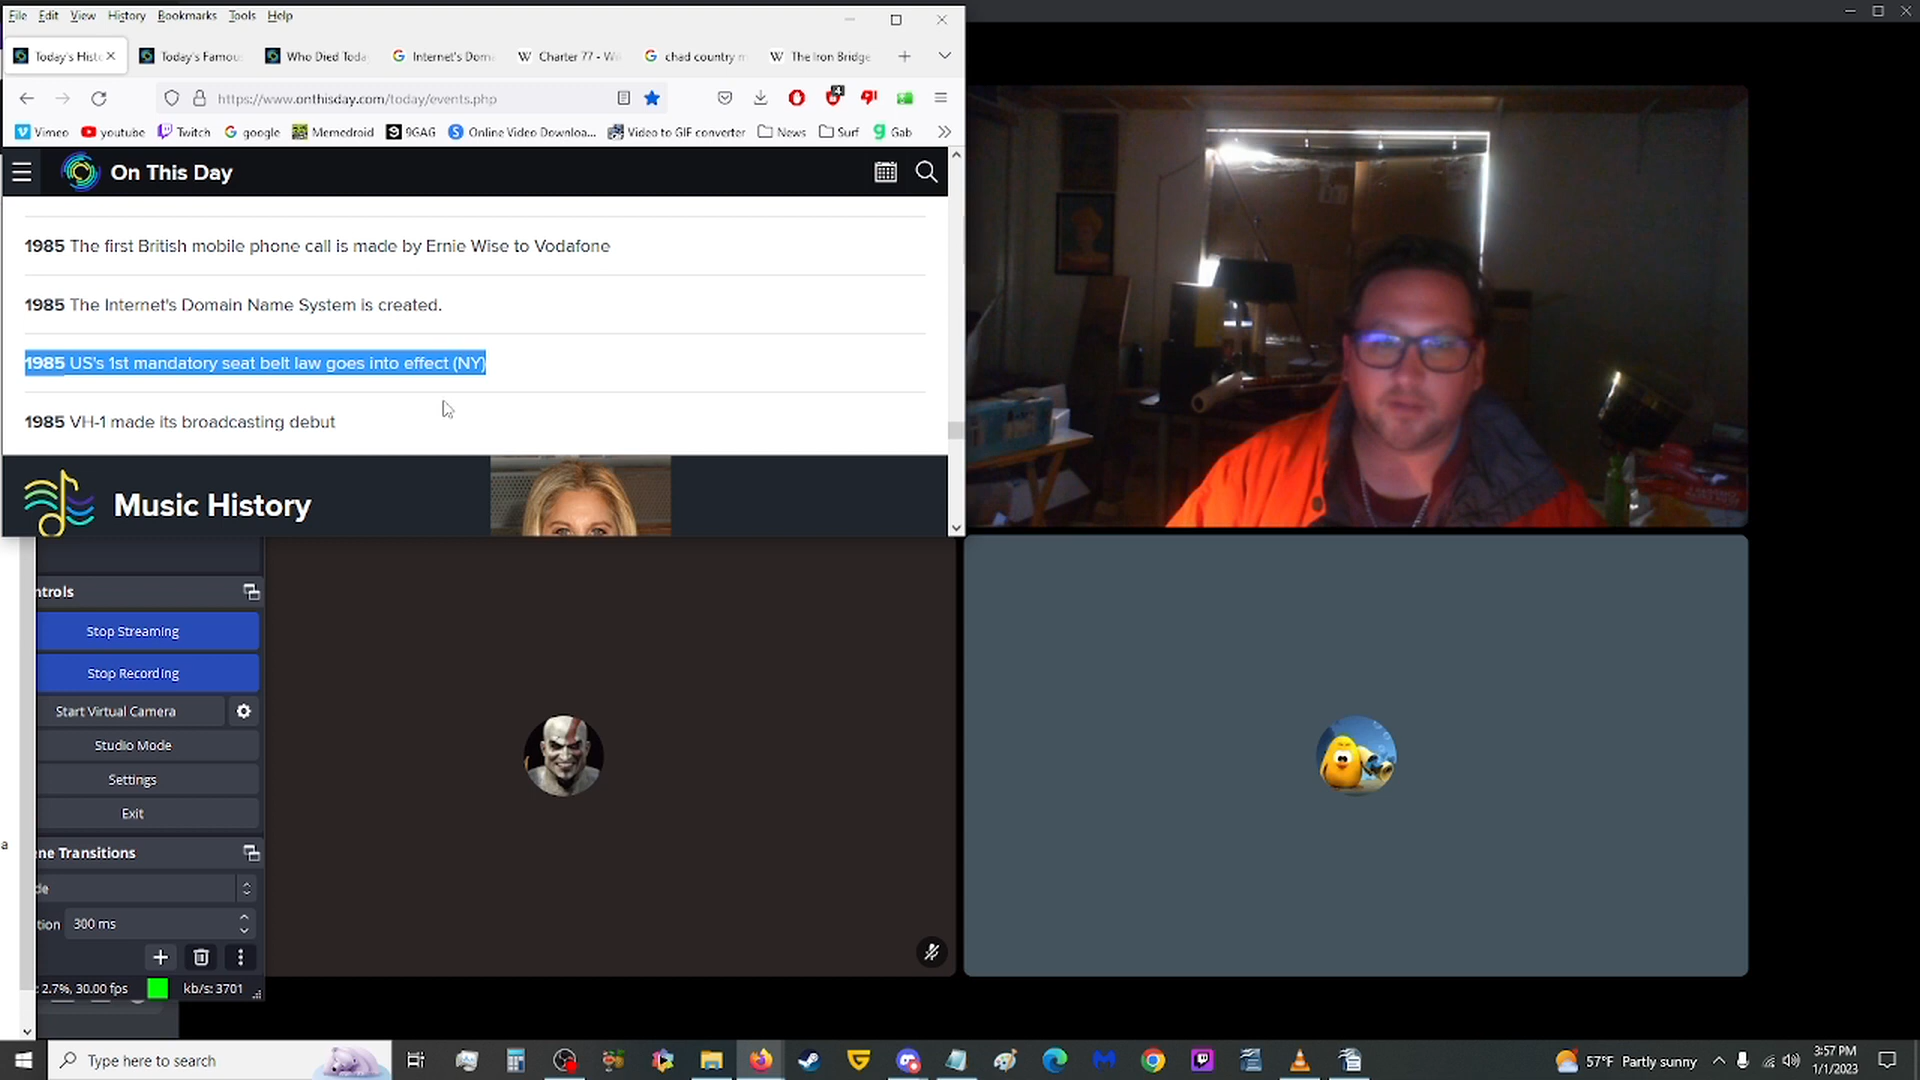 File Edit View History Bookmarks Tools Help
Today's Hist
Today's Famou
Who Died Toda
Internet's Dom
Charter 77 - Wi
chad country m
The Iron Bridge
https://www.onthisday.com/today/events.php
Vimeo youtube Twitch google Memedroid 9GAG Online Video Downloa... Video to GIF converter News Surf Gab
On This Day
1985 The first British mobile phone call is made by Ernie Wise to Vodafone
1985 The Internet's Domain Name System is created.
1985 US's 1st mandatory seat belt law goes into effect (NY)
1985 VH-1 made its broadcasting debut
Music History
ntrols
Stop Streaming
Stop Recording
Start Virtual Camera
Studio Mode
Settings
Exit
a
ne Transitions
de
tion 300 ms
: 2.7%, 30.00 fps kb/s: 3701
Type here to search
57°F Partly sunny
3:57 PM
1/1/2023